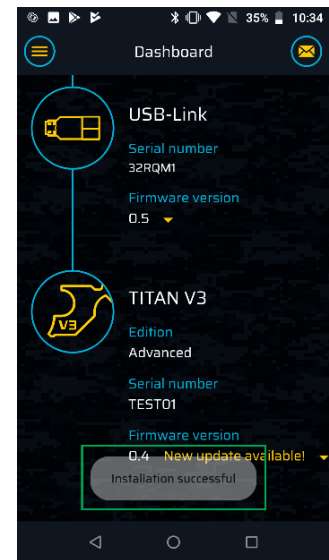 35% 10:34
Dashboard
USB-Link
Serial number
32RQM1
Firmware version
0.5
V3
TITAN V3
Edition
Advanced
Serial number
TEST01
Firmware version
0.4 New update available!
Installation successful